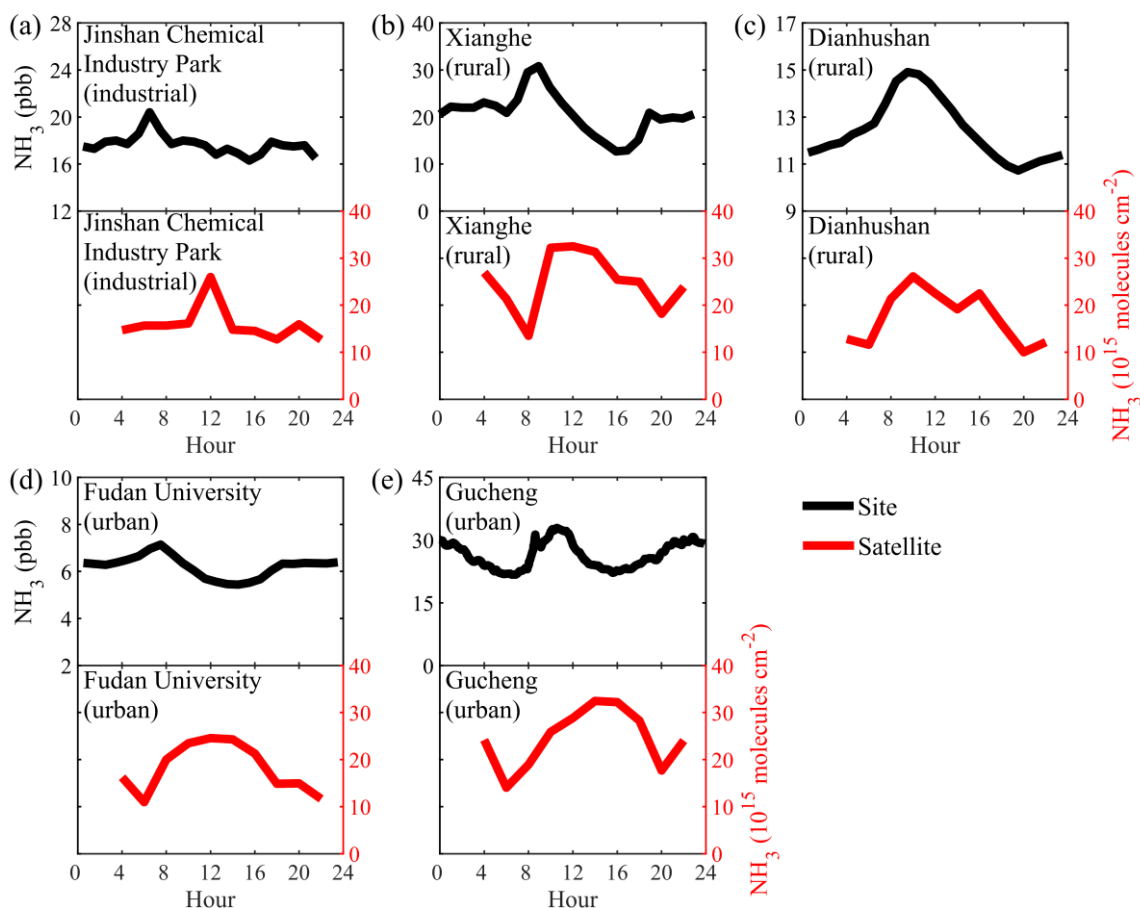 (a)
28
Jinshan Chemical
Industry Park
(industrial)
24
20
16
12
NH3 (pbb)
(b)
40
Xianghe
(rural)
30
20
10
0
(c)
17
Dianhushan
(rural)
15
13
11
9
Jinshan Chemical
Industry Park
(industrial)
40
30
20
10
0
0 4 8 12 16 20 24
Hour
Xianghe
(rural)
40
30
20
10
0
0 4 8 12 16 20 24
Hour
Dianhushan
(rural)
40
30
20
10
0
0 4 8 12 16 20 24
Hour
NH3 (10^15 molecules cm^-2)
(d)
10
Fudan University
(urban)
8
6
4
2
NH3 (pbb)
(e)
45
Gucheng
(urban)
30
15
0
Site
Satellite
Fudan University
(urban)
40
30
20
10
0
0 4 8 12 16 20 24
Hour
Gucheng
(urban)
40
30
20
10
0
0 4 8 12 16 20 24
Hour
NH3 (10^15 molecules cm^-2)